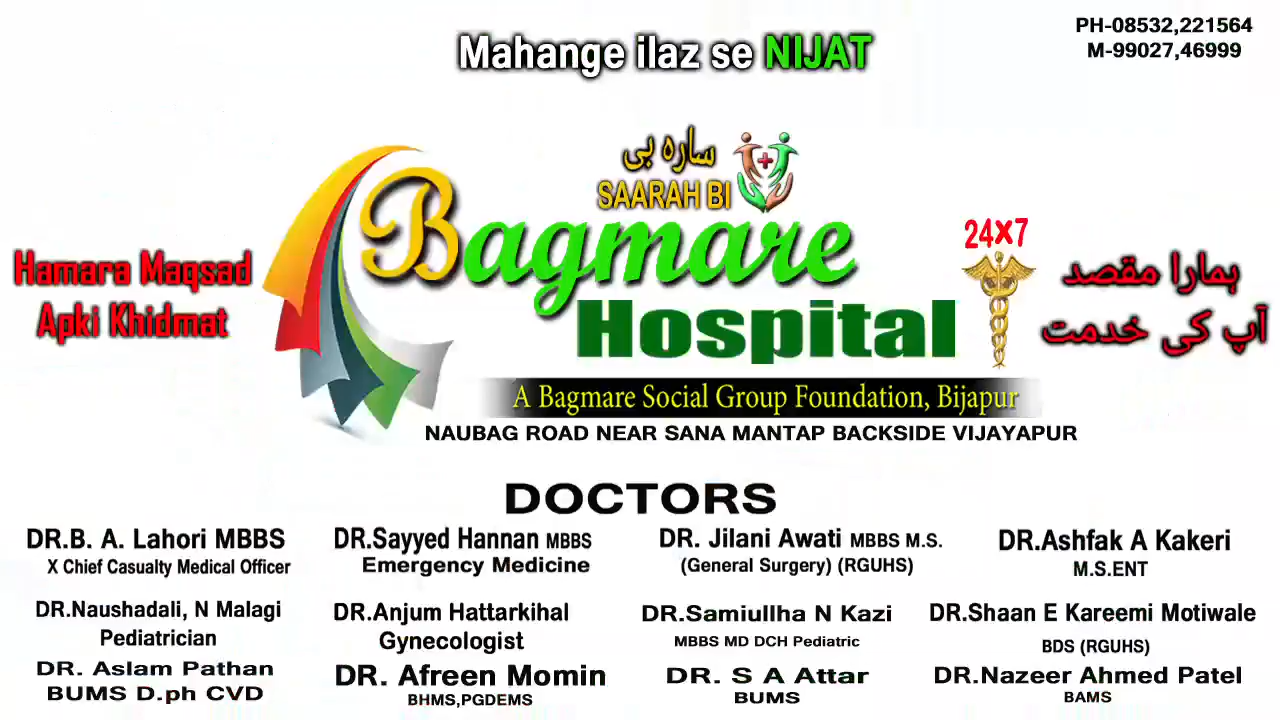 PH-08532,221564
M-99027,46999
Mahange ilaz se NIJAT
سارہ بی
SAARAH BI
Bagmare
Hospital
24x7
Hamara Maqsad
Apki Khidmat
ہمارا مقصد
آپ کی خدمت
A Bagmare Social Group Foundation, Bijapur
NAUBAG ROAD NEAR SANA MANTAP BACKSIDE VIJAYAPUR
DOCTORS
DR.B. A. Lahori MBBS
X Chief Casualty Medical Officer
DR.Sayyed Hannan MBBS
Emergency Medicine
DR. Jilani Awati MBBS M.S.
(General Surgery) (RGUHS)
DR.Ashfak A Kakeri
M.S.ENT
DR.Naushadali, N Malagi
Pediatrician
DR.Anjum Hattarkihal
Gynecologist
DR.Samiullha N Kazi
MBBS MD DCH Pediatric
DR.Shaan E Kareemi Motiwale
BDS (RGUHS)
DR. Aslam Pathan
BUMS D.ph CVD
DR. Afreen Momin
BHMS,PGDEMS
DR. S A Attar
BUMS
DR.Nazeer Ahmed Patel
BAMS